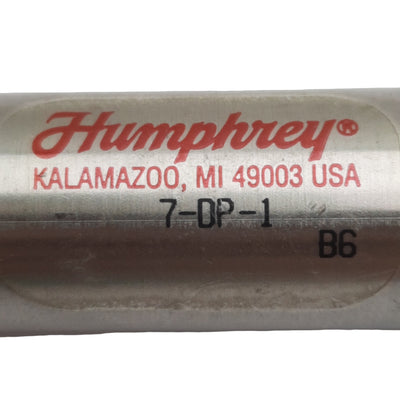 Humphrey®
KALAMAZOO, MI 49003 USA
7-DP-1
B6